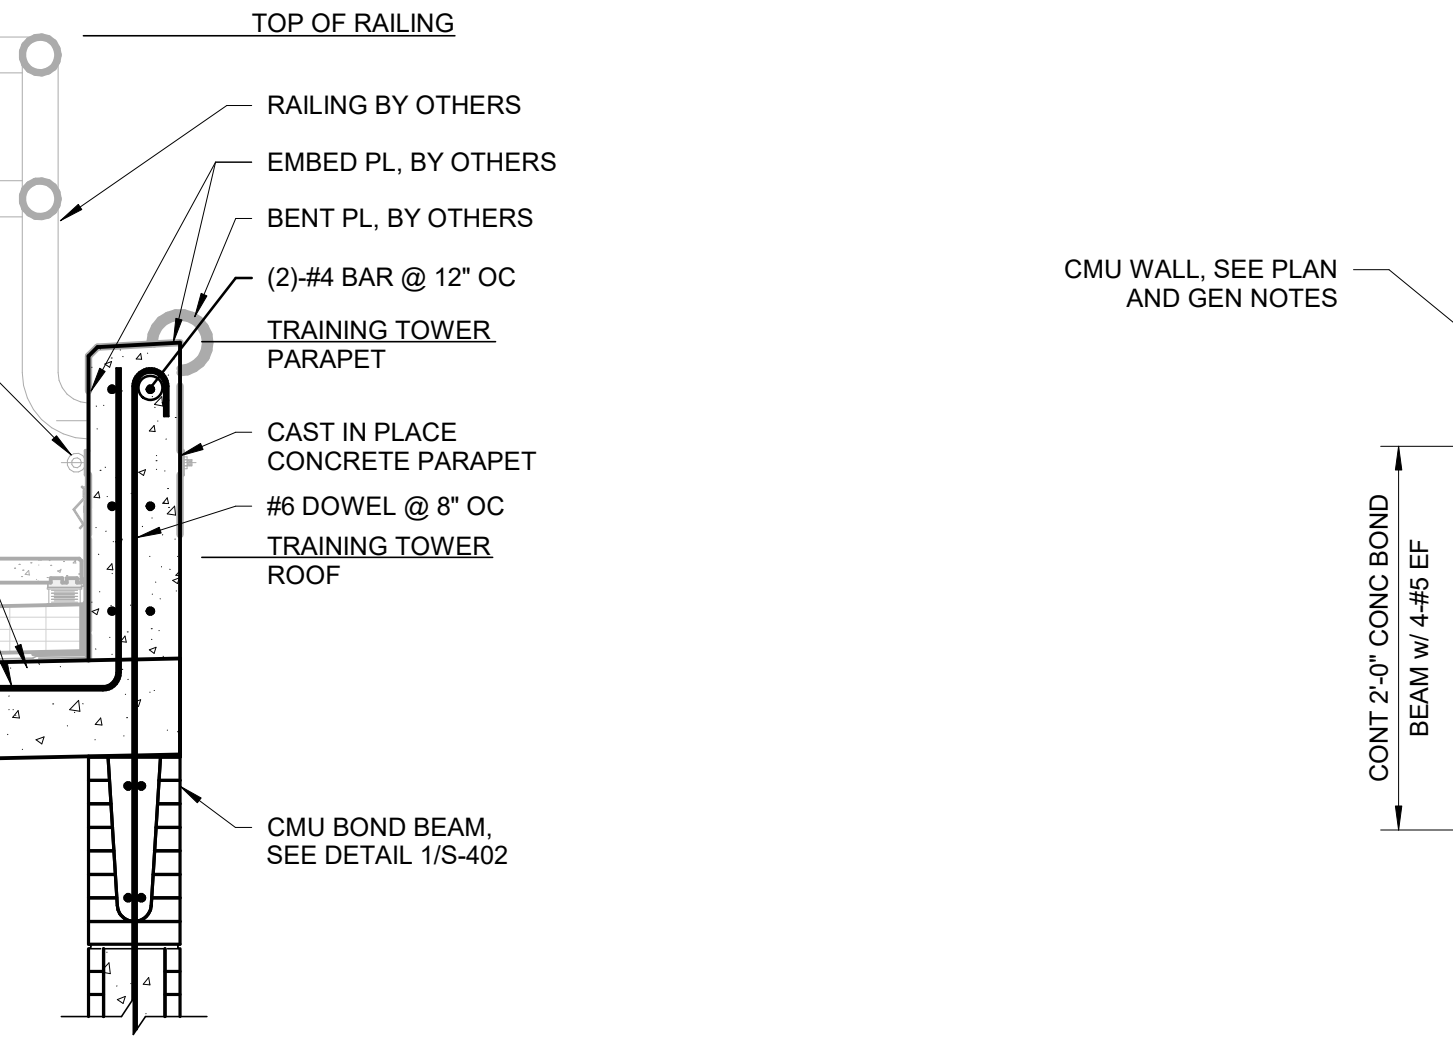 TOP OF RAILING
RAILING BY OTHERS
EMBED PL, BY OTHERS
BENT PL, BY OTHERS
(2)-#4 BAR @ 12" OC
TRAINING TOWER
PARAPET
CAST IN PLACE
CONCRETE PARAPET
#6 DOWEL @ 8" OC
TRAINING TOWER
ROOF
CMU BOND BEAM,
SEE DETAIL 1/S-402
CMU WALL, SEE PLAN
AND GEN NOTES
CONT 2'-0" CONC BOND
BEAM w/ 4-#5 EF